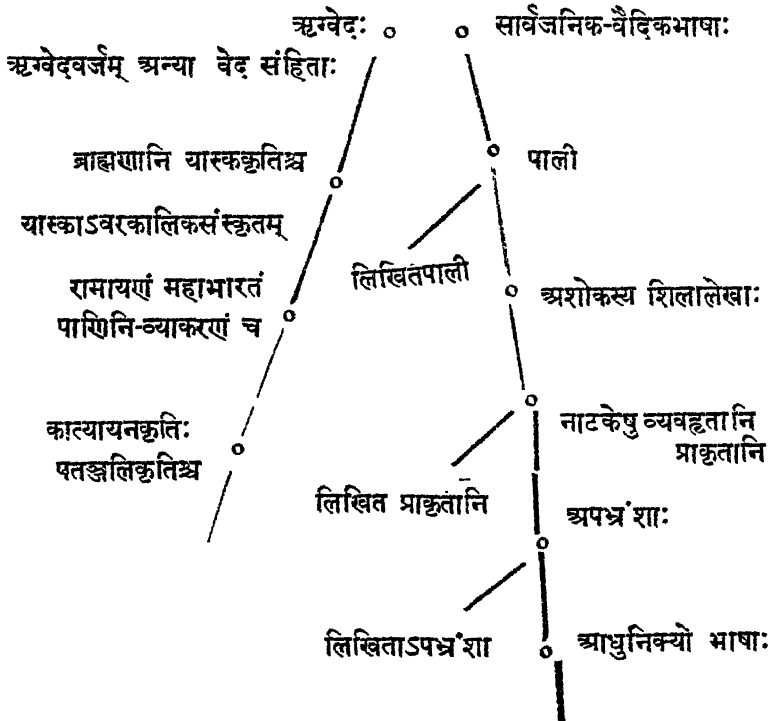 ऋग्वेदः
सार्वजनिक-वैदिकभाषाः
ऋग्वेदवर्जम् अन्या वेद संहिताः
ब्राह्मणानि यास्ककृतिश्च
पाली
यास्काऽवरकालिकसंस्कृतम्
लिखितपाली
रामायणं महाभारतं
पाणिनि-व्याकरणं च
अशोकस्य शिलालेखाः
नाटकेषु व्यवहृतानि
प्राकृतानि
कात्यायनकृतिः
पतञ्जलिकृतिश्च
लिखित प्राकृतानि
अपभ्रंशाः
लिखिताऽपभ्रंशा
आधुनिक्यो भाषाः